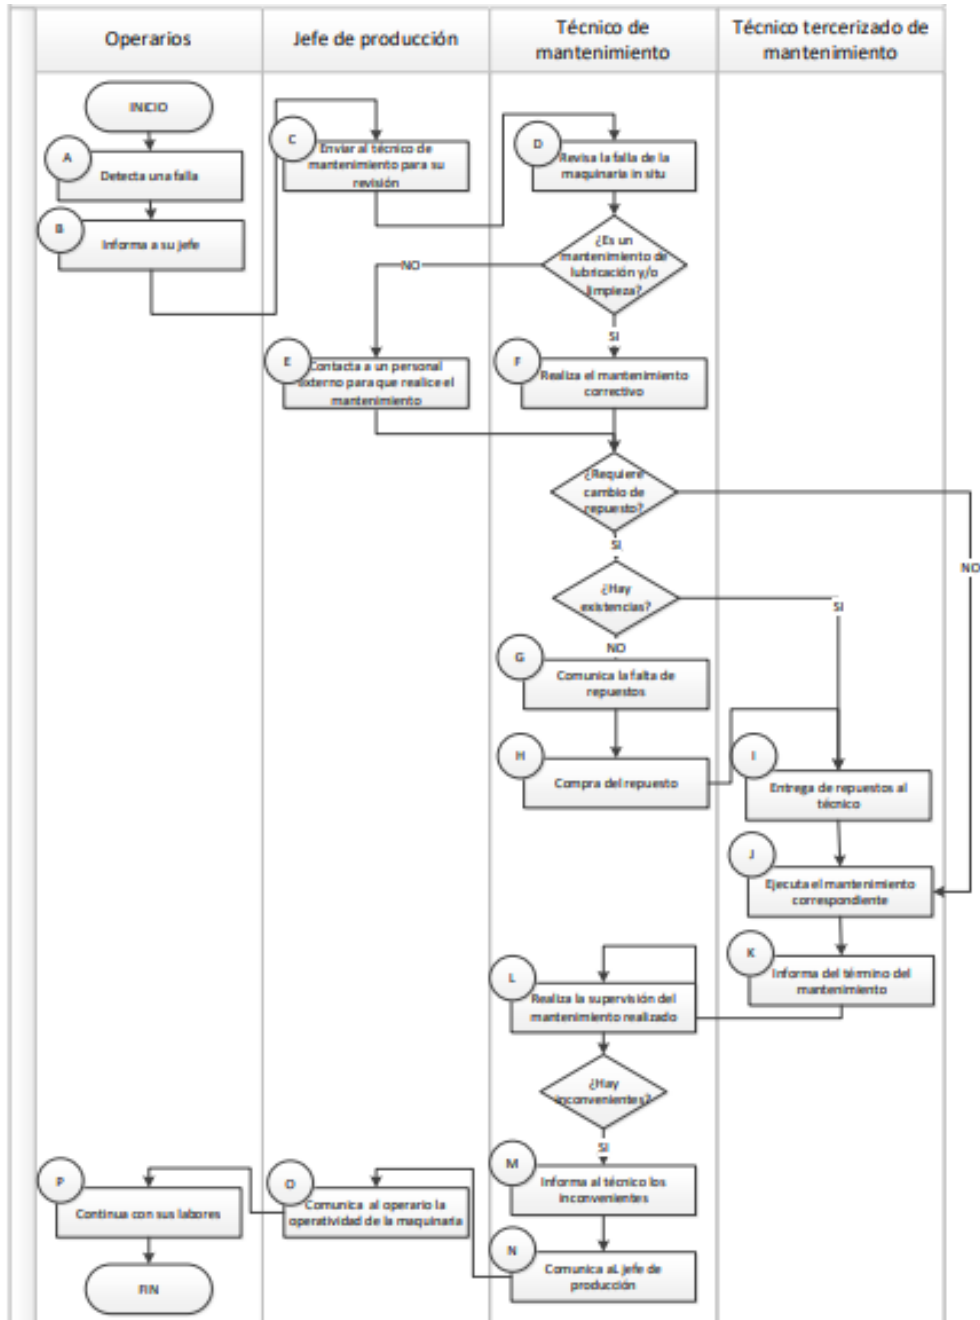 Operarios
Jefe de producción
Técnico de
mantenimiento
Técnico tercerizado de
mantenimiento
INICIO
A
Detecta una falla
B
Informa a su jefe
C
Enviar al técnico de
mantenimiento para su
revisión
D
Revisa la falla de la
maquinaria in situ
¿Es un
mantenimiento de
lubricación y/o
limpieza?
NO
SI
E
Contacta a un personal
externo para que realice el
mantenimiento
F
Realiza el mantenimiento
correctivo
¿Requiere
cambio de
repuesto?
NO
SI
¿Hay
existencias?
SI
NO
G
Comunica la falta de
repuestos
H
Compra del repuesto
I
Entrega de repuestos al
técnico
J
Ejecuta el mantenimiento
correspondiente
K
Informa del término del
mantenimiento
L
Realiza la supervisión del
mantenimiento realizado
¿Hay
inconvenientes?
SI
M
Informa al técnico los
inconvenientes
N
Comunica aL jefe de
producción
O
Comunica al operario la
operatividad de la maquinaria
P
Continua con sus labores
FIN